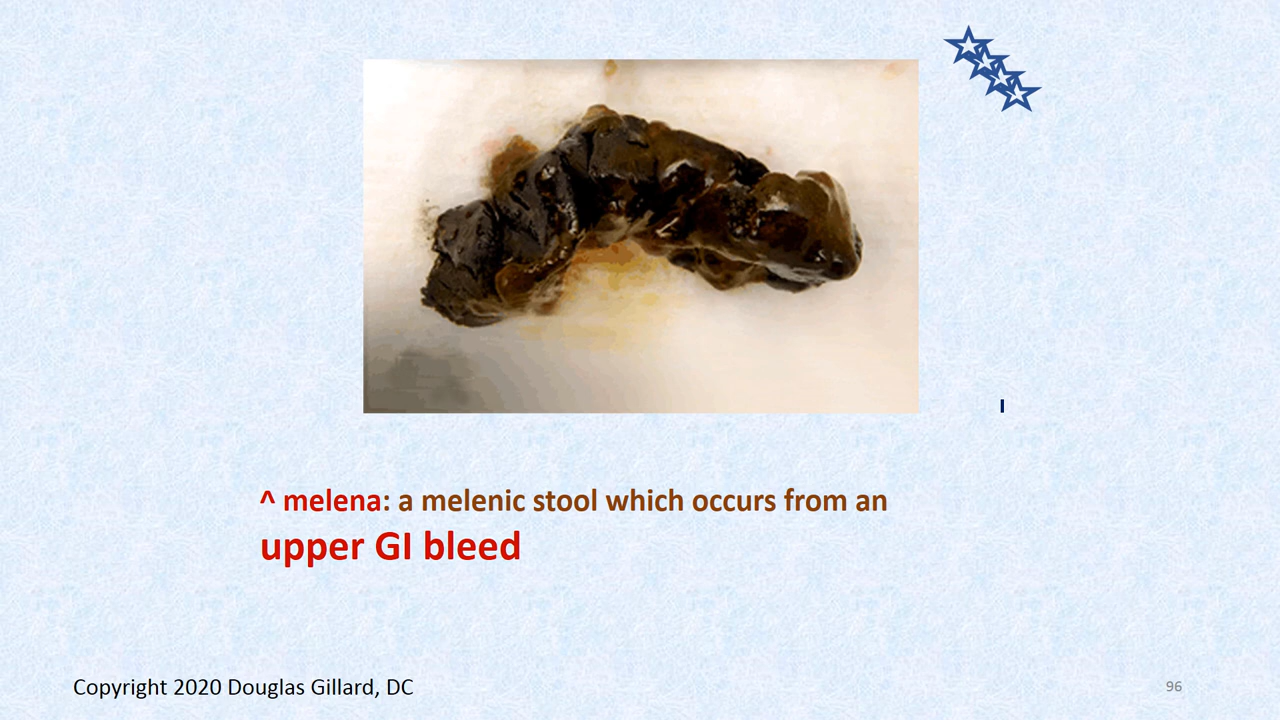 ^ melena: a melenic stool which occurs from an
upper GI bleed
Copyright 2020 Douglas Gillard, DC
96